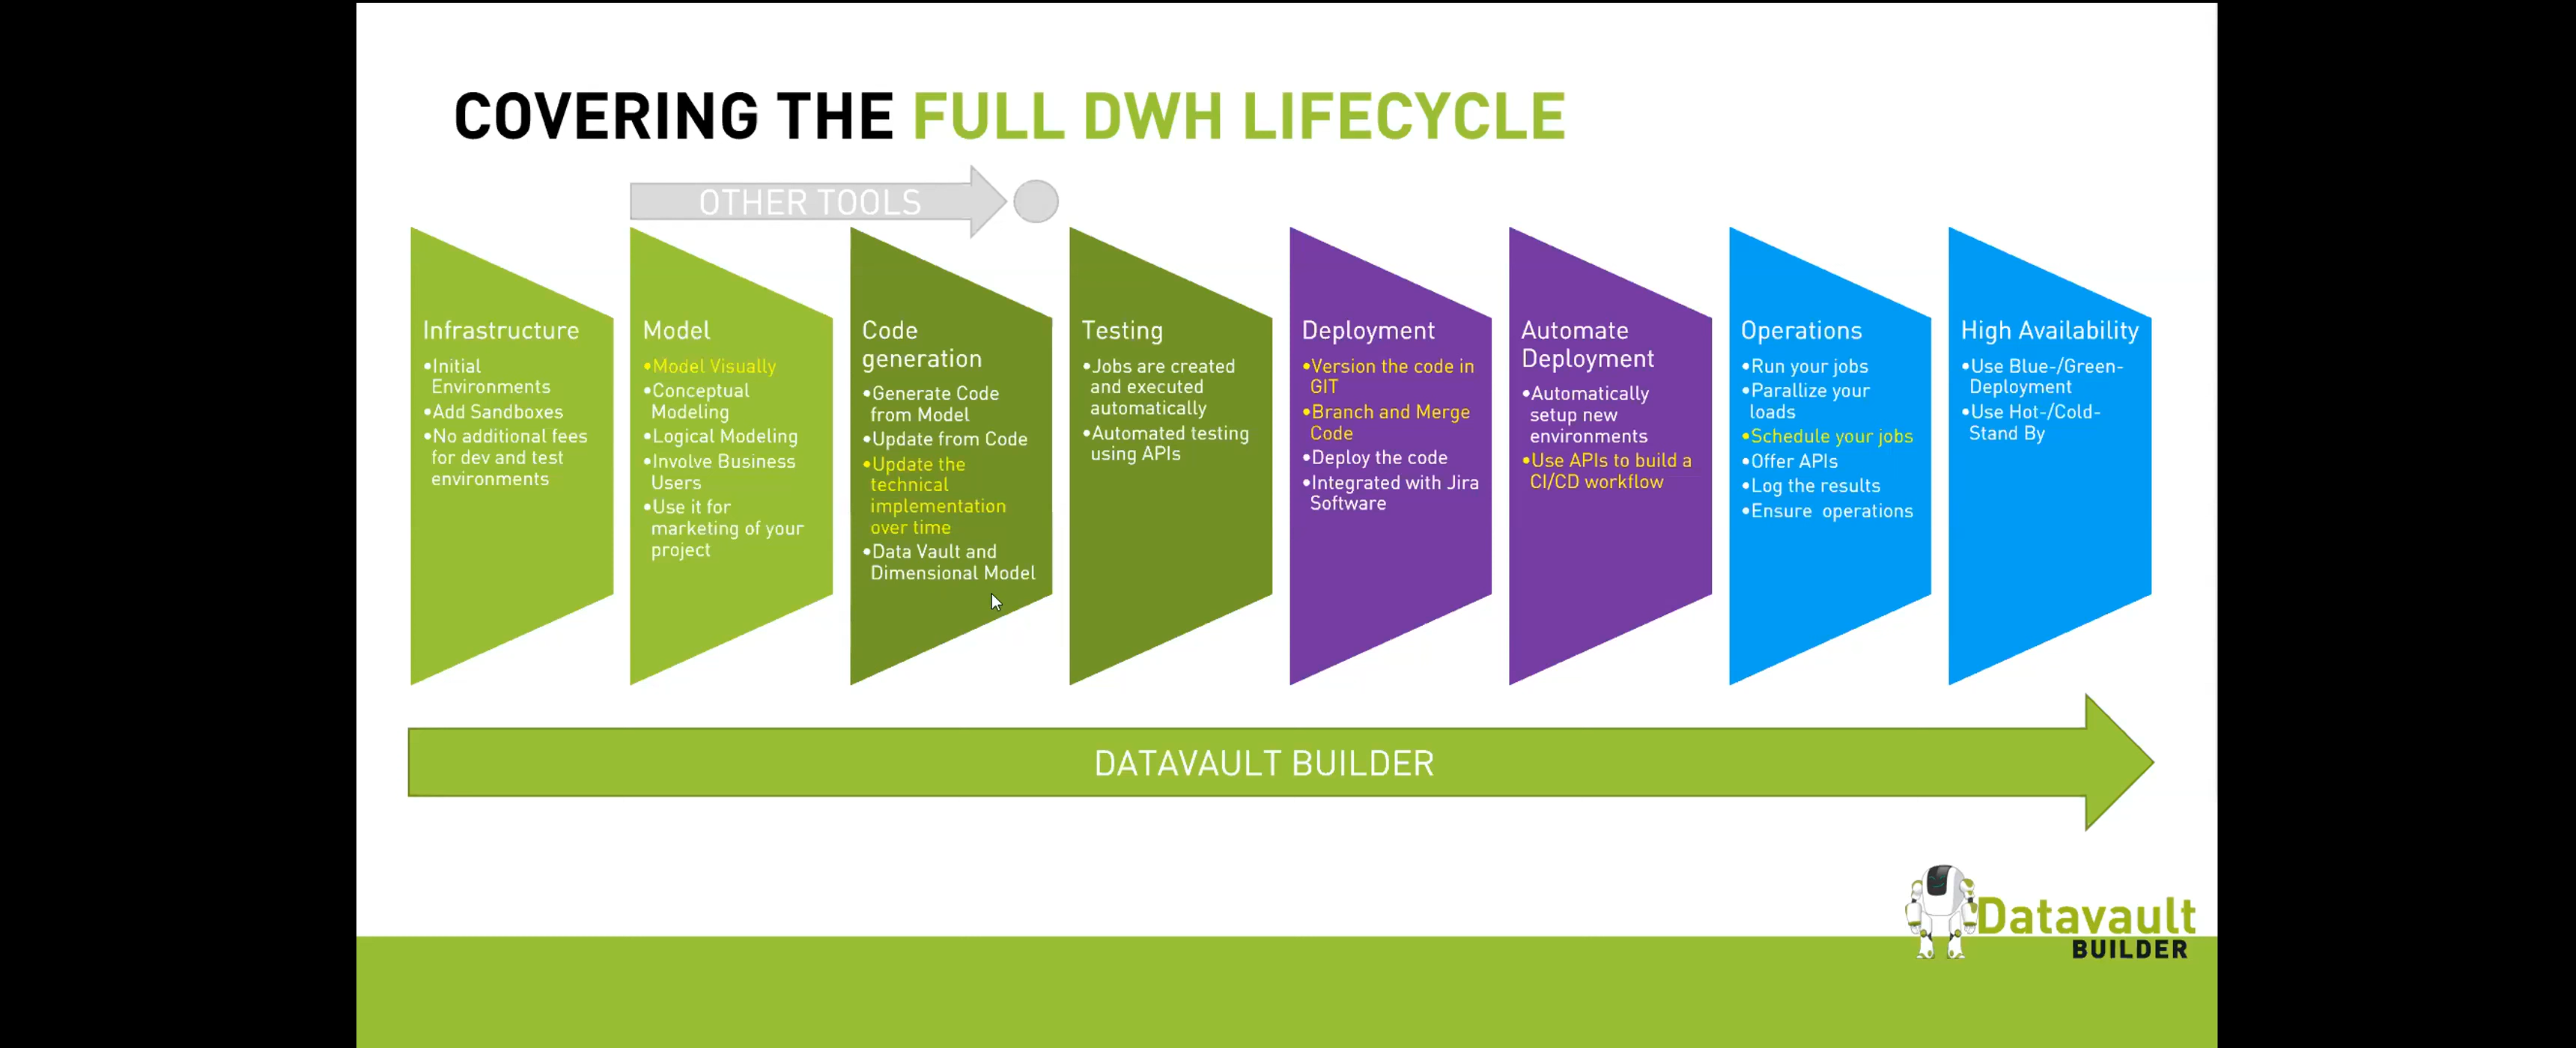 COVERING THE FULL DWH LIFECYCLE
OTHER TOOLS
Infrastructure
•Initial
Environments
•Add Sandboxes
•No additional fees
for dev and test
environments
Model
•Model Visually
•Conceptual
Modeling
•Logical Modeling
•Involve Business
Users
•Use it for
marketing of your
project
Code
generation
•Generate Code
from Model
•Update from Code
•Update the
technical
implementation
over time
•Data Vault and
Dimensional Model
Testing
•Jobs are created
and executed
automatically
•Automated testing
using APIs
Deployment
•Version the code in
GIT
•Branch and Merge
Code
•Deploy the code
•Integrated with Jira
Software
Automate
Deployment
•Automatically
setup new
environments
•Use APIs to build a
CI/CD workflow
Operations
•Run your jobs
•Parallize your
loads
•Schedule your jobs
•Offer APIs
•Log the results
•Ensure operations
High Availability
•Use Blue-/Green-
Deployment
•Use Hot-/Cold-
Stand By
DATAVAULT BUILDER
Datavault
BUILDER